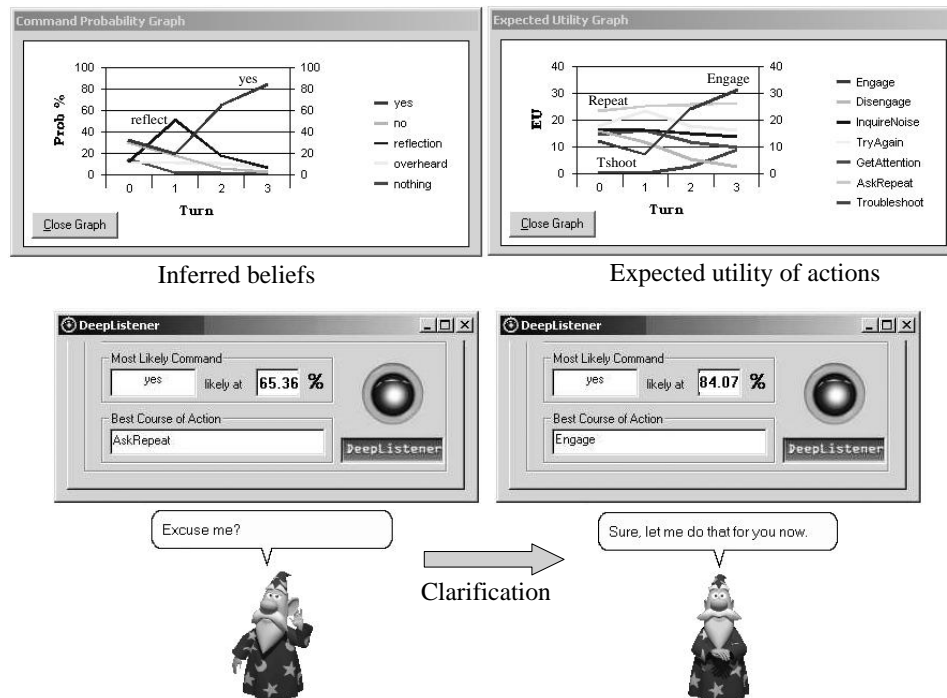 Command Probability Graph
100
80
60
40
20
0
Prob %
100
80
60
40
20
0
yes
reflect
0 1 2 3
Turn
yes
no
reflection
overheard
nothing
Close Graph
Expected Utility Graph
40
30
20
10
0
EU
40
30
20
10
0
Engage
Repeat
Tshoot
0 1 2 3
Turn
Engage
Disengage
InquireNoise
TryAgain
GetAttention
AskRepeat
Troubleshoot
Close Graph
Inferred beliefs
Expected utility of actions
DeepListener
Most Likely Command
yes likely at 65.36 %
Best Course of Action
AskRepeat
DeepListener
DeepListener
Most Likely Command
yes likely at 84.07 %
Best Course of Action
Engage
DeepListener
Excuse me?
Sure, let me do that for you now.
Clarification